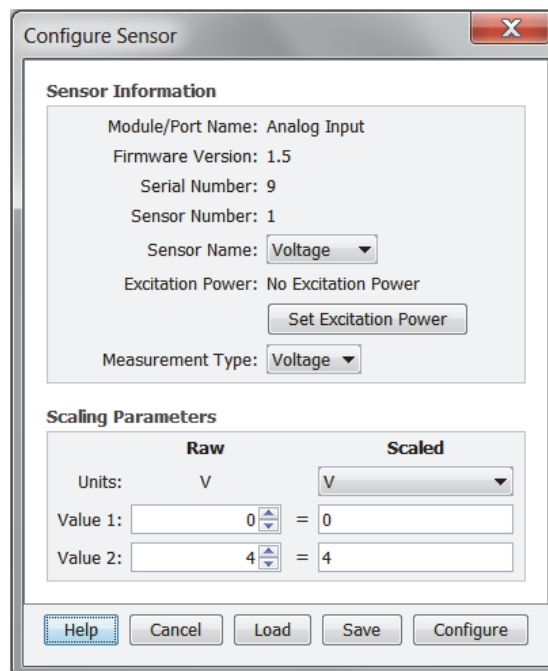 Configure Sensor
X
Sensor Information
Module/Port Name: Analog Input
Firmware Version: 1.5
Serial Number: 9
Sensor Number: 1
Sensor Name: Voltage
Excitation Power: No Excitation Power
Set Excitation Power
Measurement Type: Voltage
Scaling Parameters
Raw Scaled
Units: V V
Value 1: 0 = 0
Value 2: 4 = 4
Help Cancel Load Save Configure